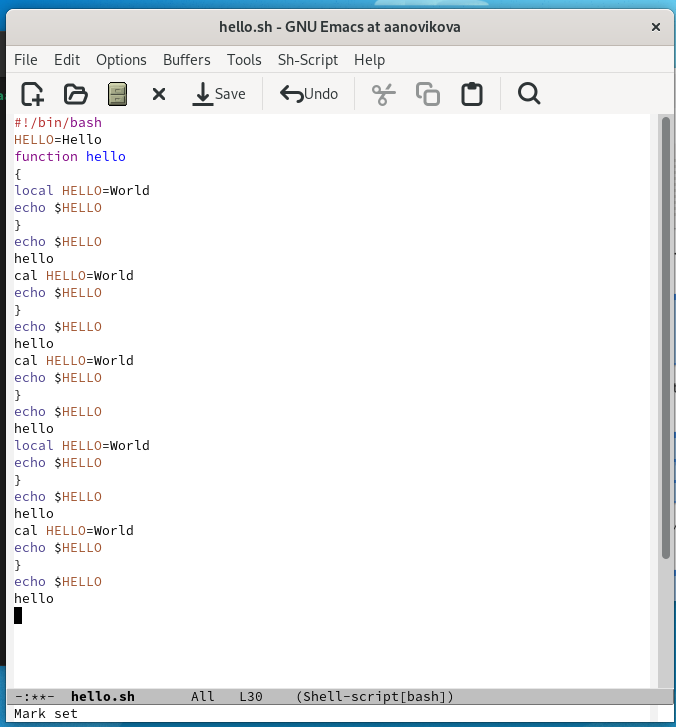 hello.sh - GNU Emacs at aanovikova
File Edit Options Buffers Tools Sh-Script Help
Save Undo
#!/bin/bash
HELLO=Hello
function hello
{
local HELLO=World
echo $HELLO
}
echo $HELLO
hello
cal HELLO=World
echo $HELLO
}
echo $HELLO
hello
cal HELLO=World
echo $HELLO
}
echo $HELLO
hello
local HELLO=World
echo $HELLO
}
echo $HELLO
hello
cal HELLO=World
echo $HELLO
}
echo $HELLO
hello
-:**- hello.sh All L30 (Shell-script[bash])
Mark set